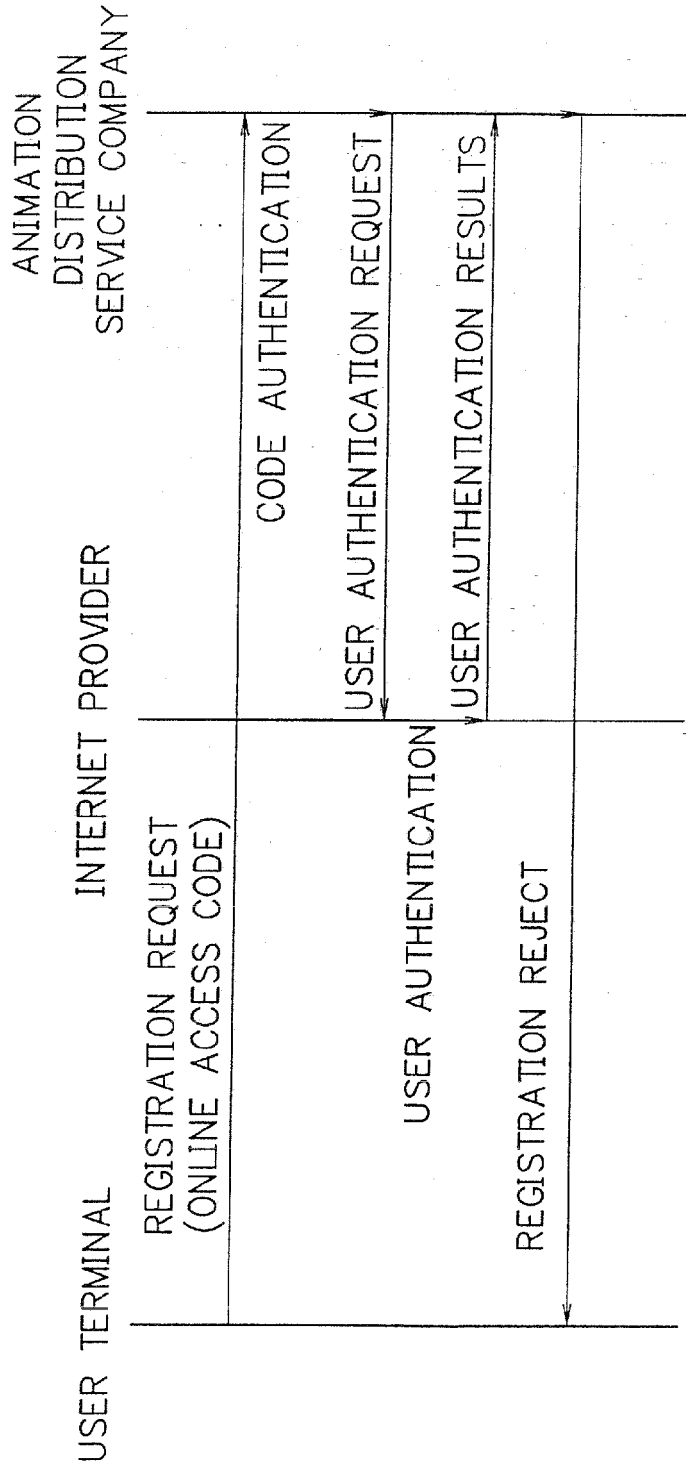 USER TERMINAL
INTERNET PROVIDER
ANIMATION
DISTRIBUTION
SERVICE COMPANY
REGISTRATION REQUEST
(ONLINE ACCESS CODE)
CODE AUTHENTICATION
USER AUTHENTICATION REQUEST
USER AUTHENTICATION
USER AUTHENTICATION RESULTS
REGISTRATION REJECT